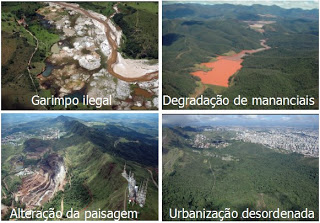 Garimpo ilegal
Degradação de mananciais
Alteração da paisagem
Urbanização desordenada